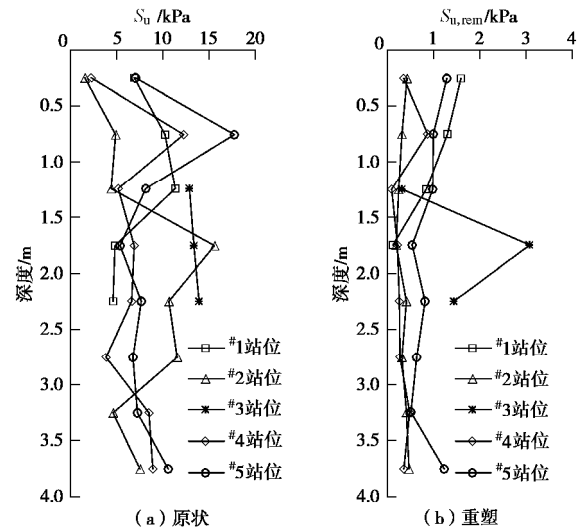 Su /kPa
0 5 10 15 20
0.5
1.0
1.5
2.0
2.5
3.0
3.5
4.0
深度/m
#1站位
#2站位
#3站位
#4站位
#5站位
(a) 原状
Su,rem /kPa
0 1 2 3 4
0.5
1.0
1.5
2.0
2.5
3.0
3.5
4.0
深度/m
#1站位
#2站位
#3站位
#4站位
#5站位
(b) 重塑